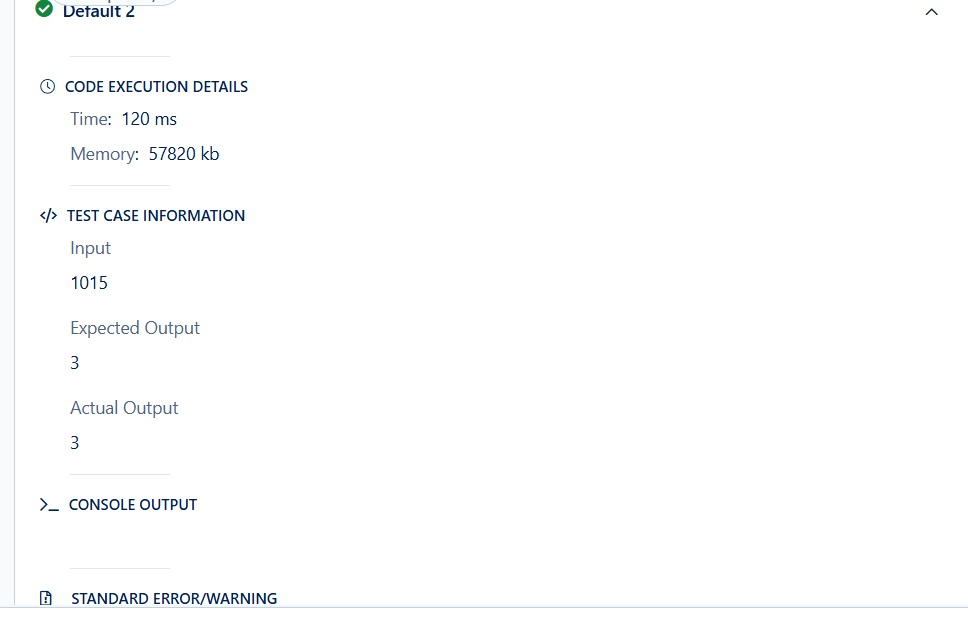 Default 2
CODE EXECUTION DETAILS
Time: 120 ms
Memory: 57820 kb
</> TEST CASE INFORMATION
Input
1015
Expected Output
3
Actual Output
3
CONSOLE OUTPUT
STANDARD ERROR/WARNING